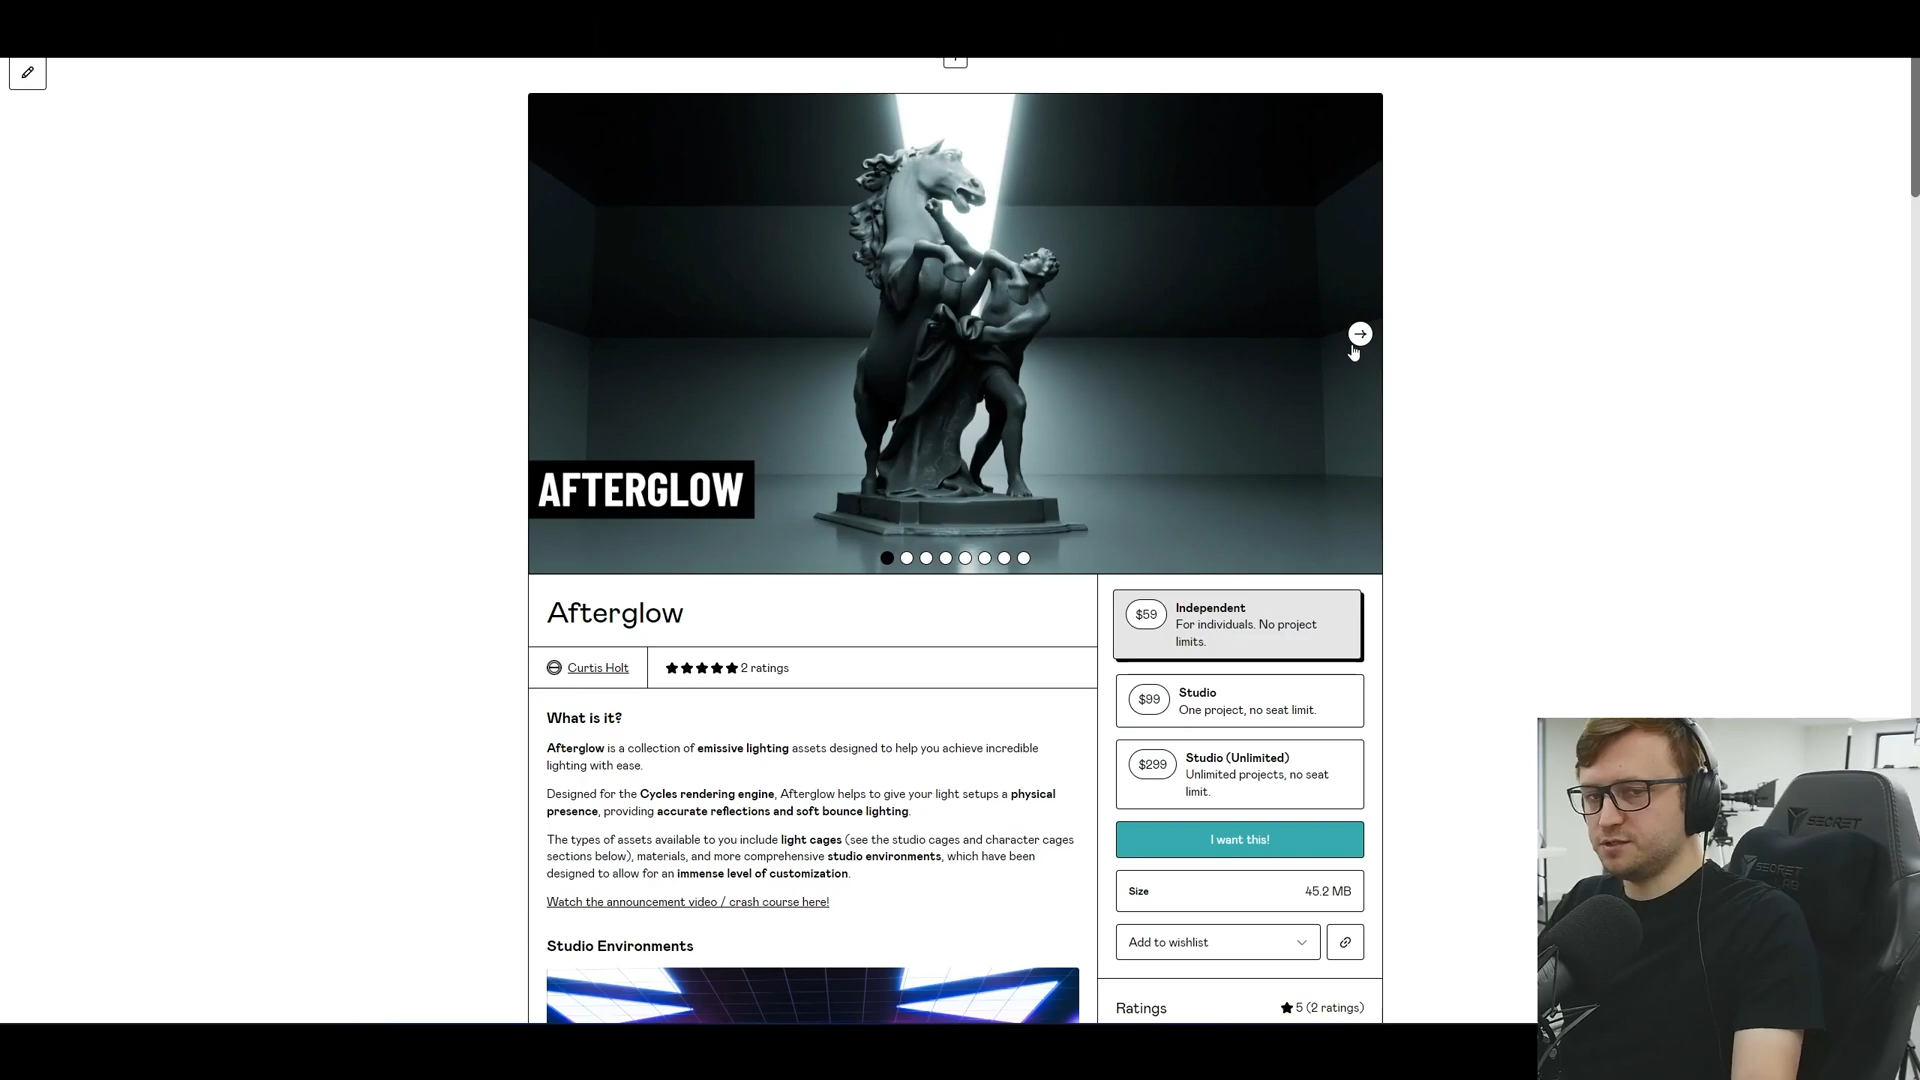 AFTERGLOW
Afterglow
Curtis Holt
2 ratings
What is it?
Afterglow is a collection of emissive lighting assets designed to help you achieve incredible
lighting with ease.
Designed for the Cycles rendering engine, Afterglow helps to give your light setups a physical
presence, providing accurate reflections and soft bounce lighting.
The types of assets available to you include light cages (see the studio cages and character cages
sections below), materials, and more comprehensive studio environments, which have been
designed to allow for an immense level of customization.
Watch the announcement video / crash course here!
Studio Environments
$59
Independent
For individuals. No project
limits.
$99
Studio
One project, no seat limit.
$299
Studio (Unlimited)
Unlimited projects, no seat
limit.
I want this!
Size 45.2 MB
Add to wishlist
Ratings 5 (2 ratings)
SECRET
SECRET